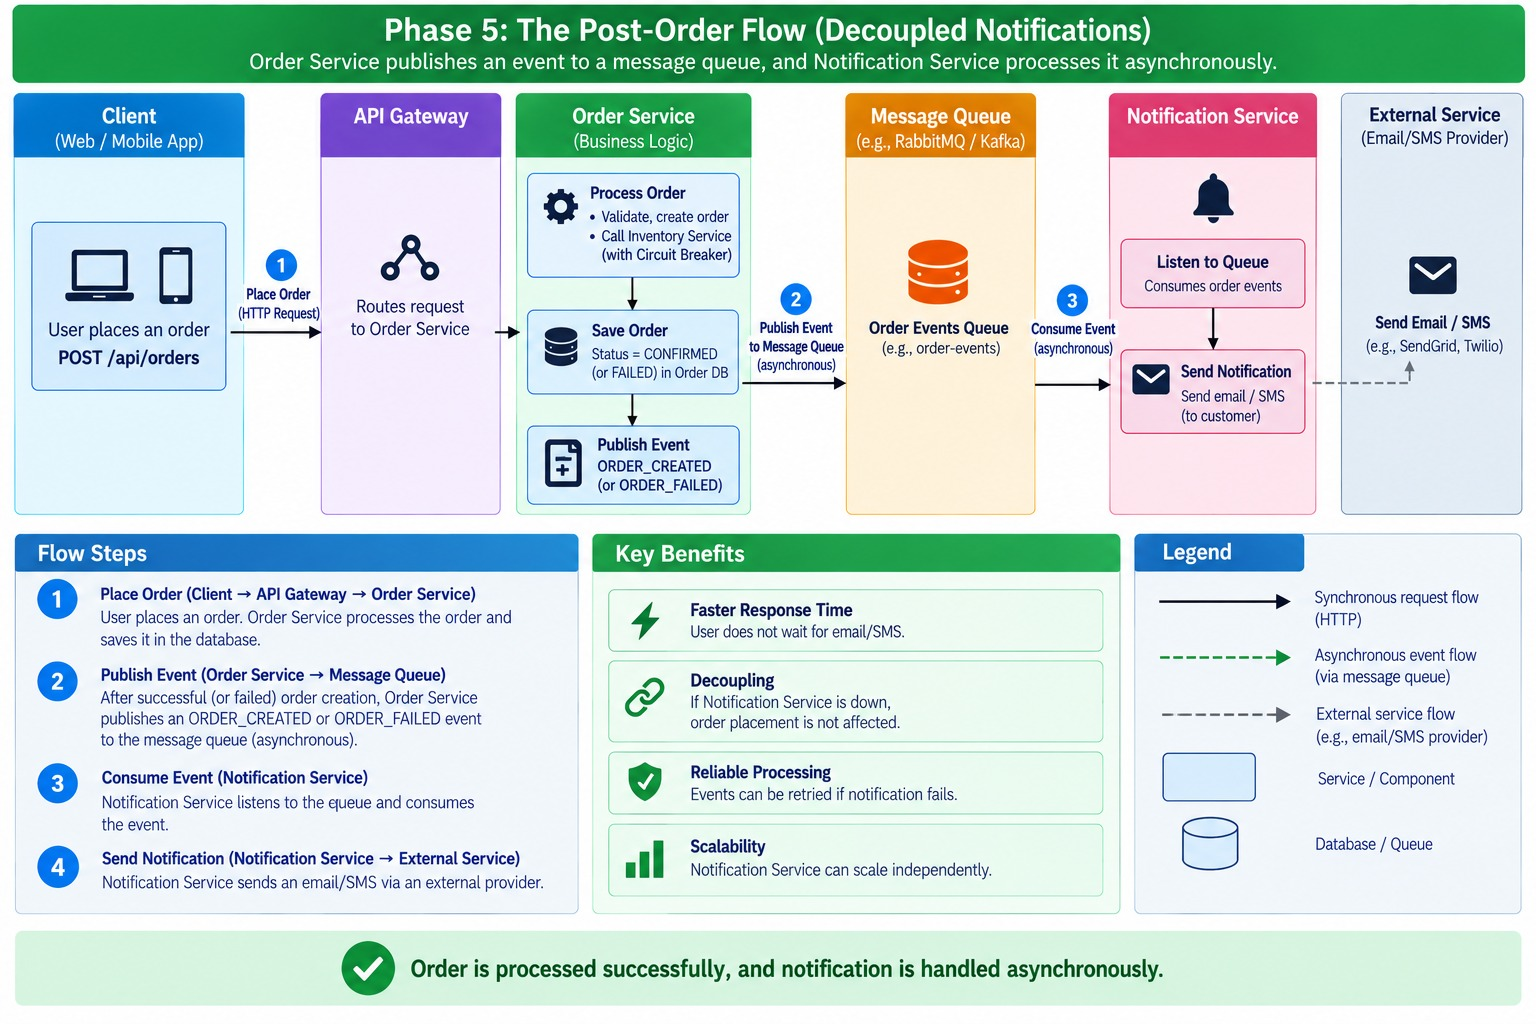 Phase 5: The Post-Order Flow (Decoupled Notifications)
Order Service publishes an event to a message queue, and Notification Service processes it asynchronously.
Client
(Web / Mobile App)
User places an order
POST /api/orders
1
Place Order
(HTTP Request)
API Gateway
Routes request
to Order Service
Order Service
(Business Logic)
Process Order
• Validate, create order
• Call Inventory Service
(with Circuit Breaker)
Save Order
Status = CONFIRMED
(or FAILED) in Order DB
Publish Event
ORDER_CREATED
(or ORDER_FAILED)
2
Publish Event
to Message Queue
(asynchronous)
Message Queue
(e.g., RabbitMQ / Kafka)
Order Events Queue
(e.g., order-events)
3
Consume Event
(asynchronous)
Notification Service
Listen to Queue
Consumes order events
Send Notification
Send email / SMS
(to customer)
External Service
(Email/SMS Provider)
Send Email / SMS
(e.g., SendGrid, Twilio)
Flow Steps
1
Place Order (Client → API Gateway → Order Service)
User places an order. Order Service processes the order and
saves it in the database.
2
Publish Event (Order Service → Message Queue)
After successful (or failed) order creation, Order Service
publishes an ORDER_CREATED or ORDER_FAILED event
to the message queue (asynchronous).
3
Consume Event (Notification Service)
Notification Service listens to the queue and consumes
the event.
4
Send Notification (Notification Service → External Service)
Notification Service sends an email/SMS via an external provider.
Key Benefits
Faster Response Time
User does not wait for email/SMS.
Decoupling
If Notification Service is down,
order placement is not affected.
Reliable Processing
Events can be retried if notification fails.
Scalability
Notification Service can scale independently.
Legend
Synchronous request flow
(HTTP)
Asynchronous event flow
(via message queue)
External service flow
(e.g., email/SMS provider)
Service / Component
Database / Queue
Order is processed successfully, and notification is handled asynchronously.